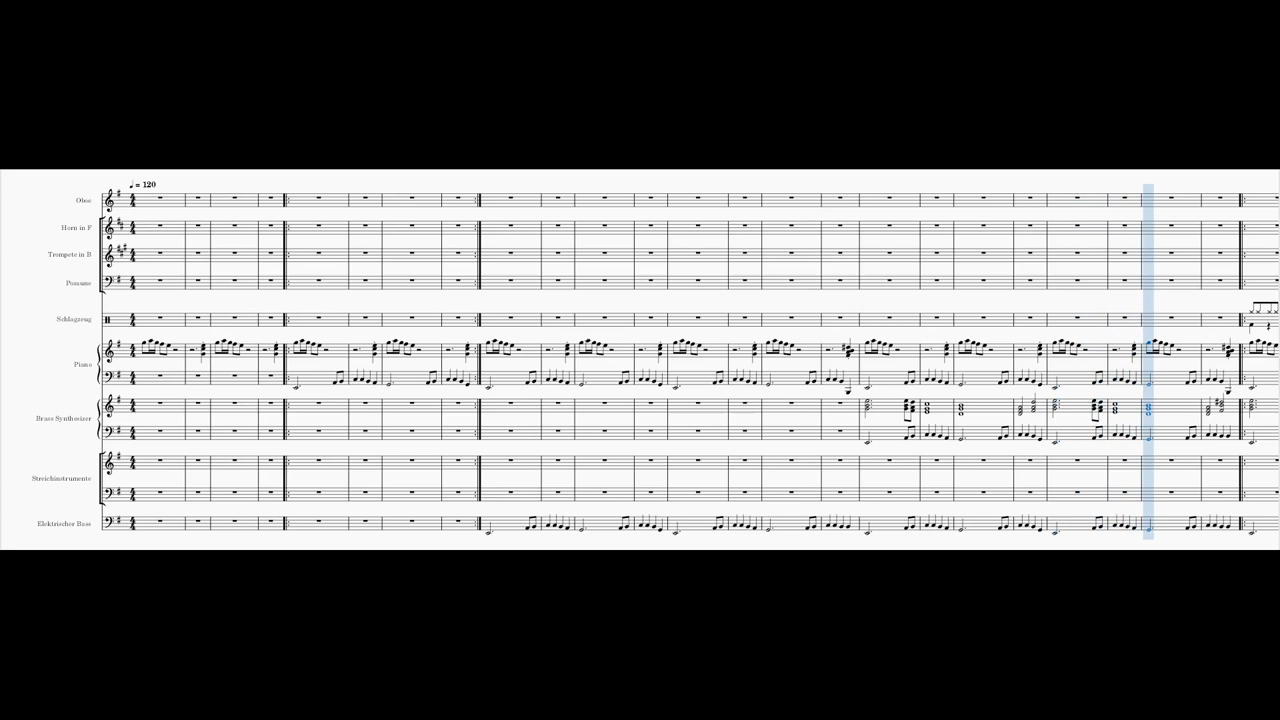 ♩ = 120
Oboe
Horn in F
Trompete in B
Posaune
Schlagzeug
Piano
Brass Synthesizer
Streichinstrumente
Elektrischer Bass